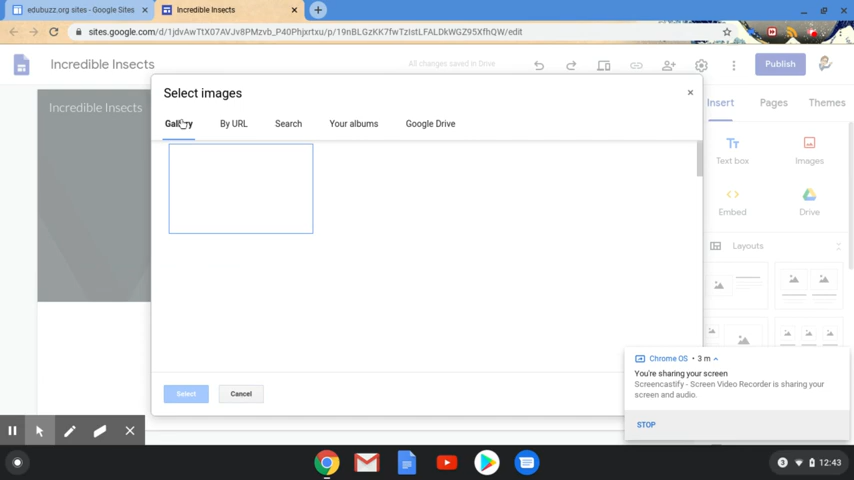 edubuzz.org sites - Google Sites
Incredible Insects
sites.google.com/d/1jdvAwTtX07AVJv8PMzvb_P40Phjxrtxu/p/19nBLGzKK7fwTzIstLFALDkWGZ95XfhQW/edit
Incredible Insects
All changes saved in Drive
Publish
Incredible Insects
Select images
Gallery
By URL
Search
Your albums
Google Drive
Select
Cancel
Insert
Pages
Themes
Text box
Images
Embed
Drive
Layouts
Chrome OS • 3 m
You're sharing your screen
Screencastify - Screen Video Recorder is sharing your
screen and audio.
STOP
3
12:43